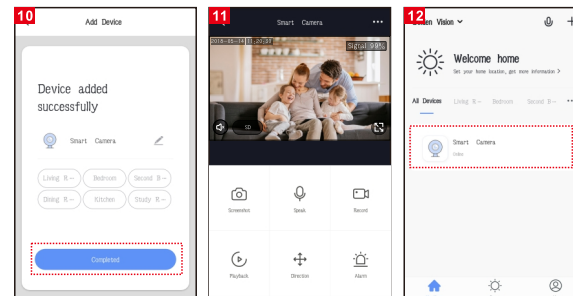 10
Add Device
Device added
successfully
Smart Camera
Living R...
Bedroom
Second B...
Dining R...
Kitchen
Study R...
Completed
11
Smart Camera
Signal 99%
SD
Screenshot
Speak
Record
Playback
Direction
Alarm
12
Vision
Welcome home
Set your home location, get more information >
All Devices
Living R...
Bedroom
Second B...
Smart Camera